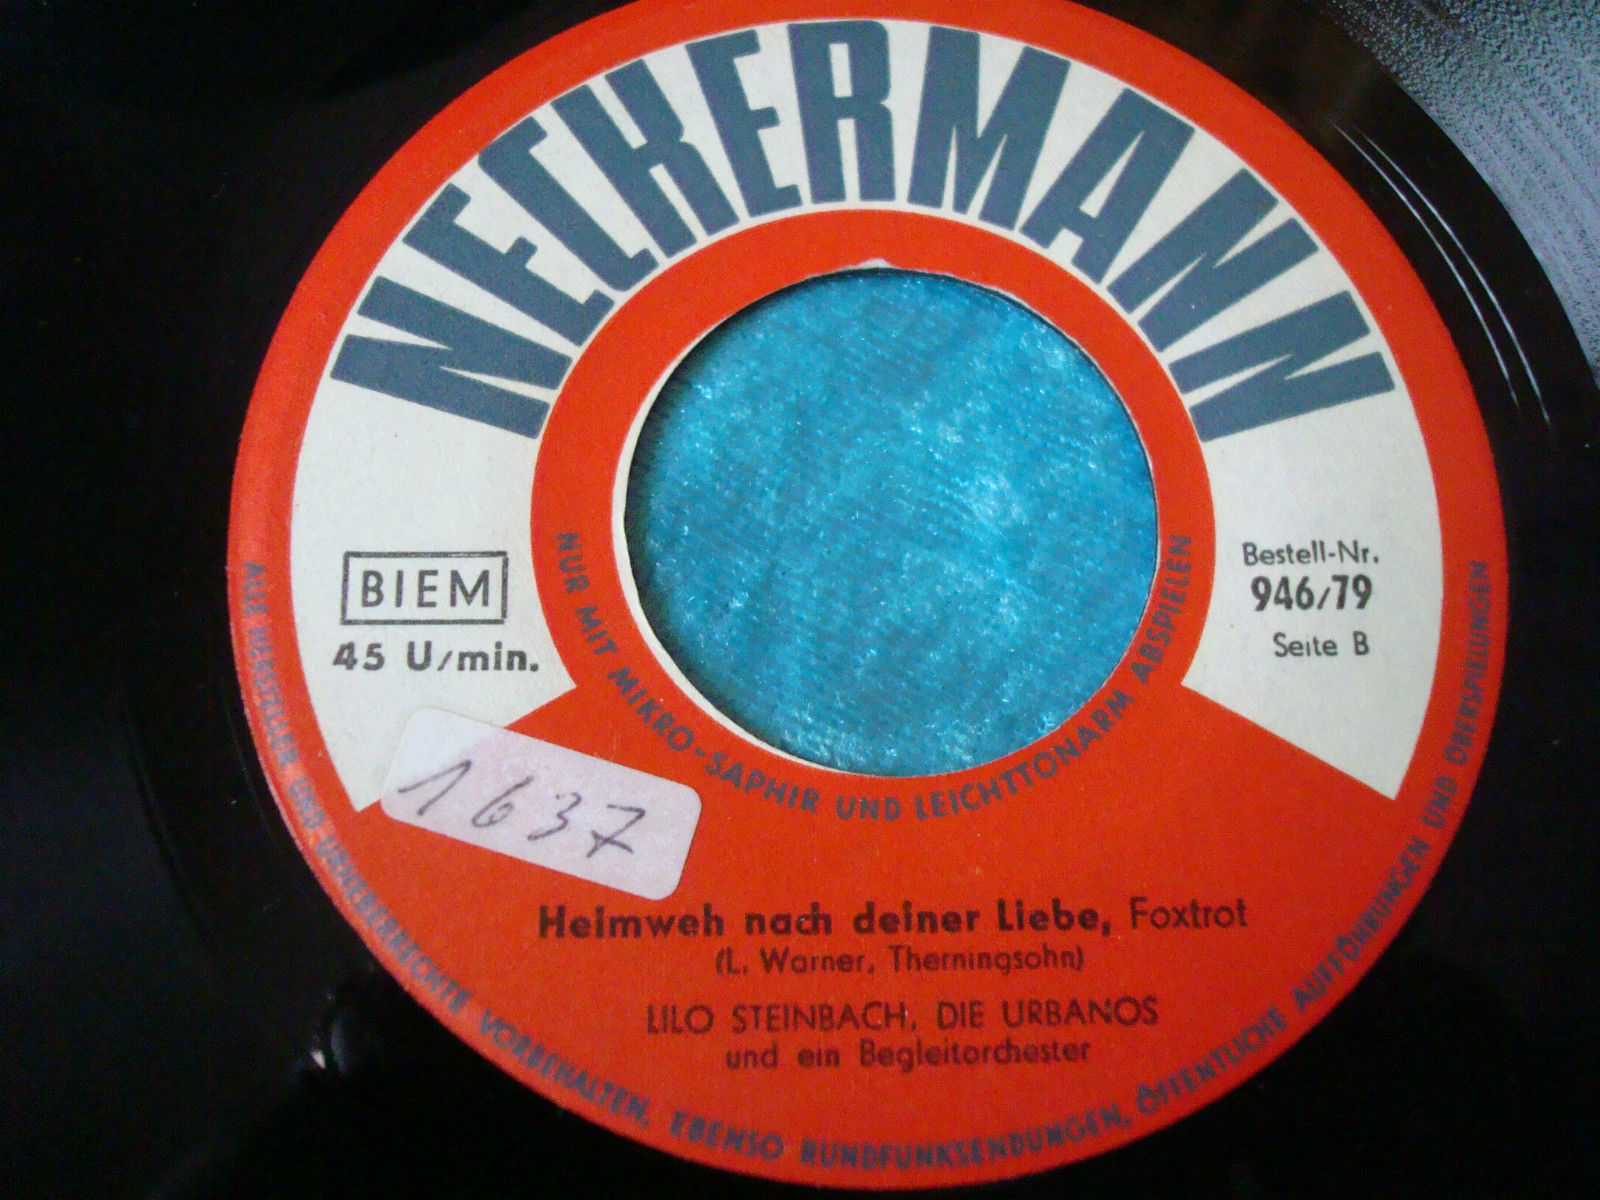 NECKERMANN
BIEM
45 U/min.
Bestell-Nr.
946/79
Seite B
NUR MIT MIKRO-SAPHIR UND LEICHTTONARM ABSPIELEN
1637
Heimweh nach deiner Liebe, Foxtrot
(L. Warner, Therningsohn)
LILO STEINBACH, DIE URBANOS
und ein Begleitorchester
ALLE HERSTELLER UND URHEBERRECHTE VORBEHALTEN, EBENSO RUNDFUNKSENDUNGEN, ÖFFENTLICHE AUFFÜHRUNGEN UND ÜBERSPIELUNGEN